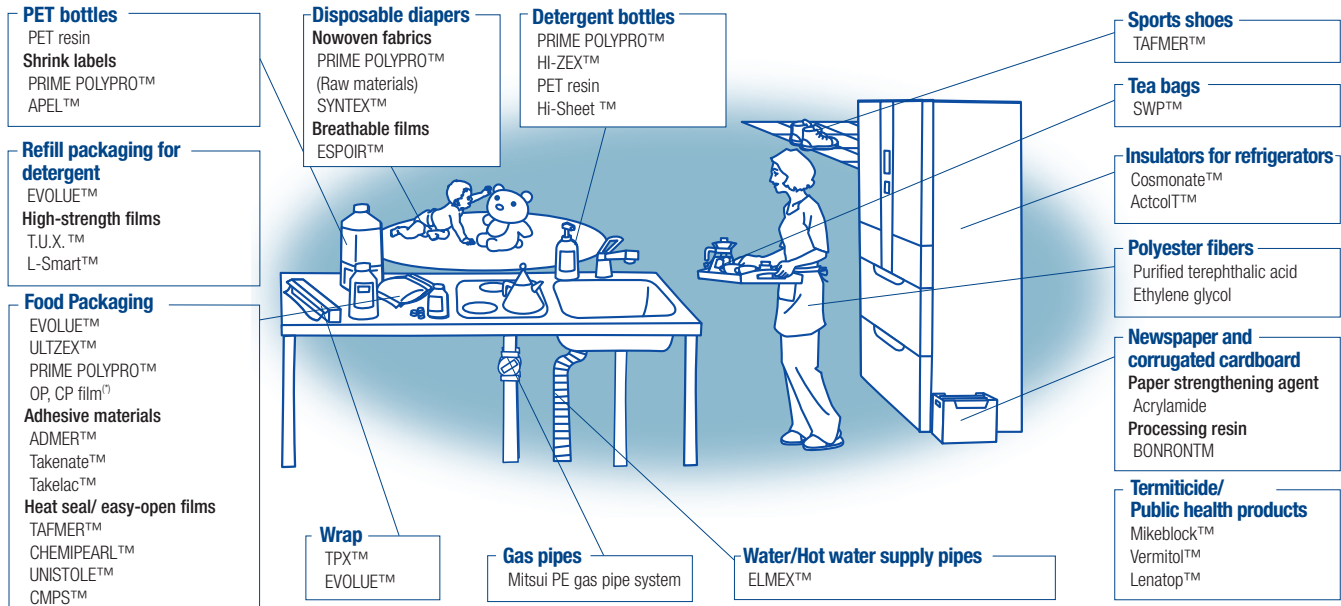 PET bottles
PET resin
Shrink labels
PRIME POLYPRO™
APEL™
Refill packaging for
detergent
EVOLUE™
High-strength films
T.U.X. ™
L-Smart™
Food Packaging
EVOLUE™
ULTZEX™
PRIME POLYPRO™
OP, CP film(*)
Adhesive materials
ADMER™
Takenate™
Takelac™
Heat seal/ easy-open films
TAFMER™
CHEMIPEARL™
UNISTOLE™
CMPS™
Disposable diapers
Nowoven fabrics
PRIME POLYPRO™
(Raw materials)
SYNTEX™
Breathable films
ESPOIR™
Detergent bottles
PRIME POLYPRO™
HI-ZEX™
PET resin
Hi-Sheet ™
Wrap
TPX™
EVOLUE™
Gas pipes
Mitsui PE gas pipe system
Water/Hot water supply pipes
ELMEX™
Sports shoes
TAFMER™
Tea bags
SWP™
Insulators for refrigerators
Cosmonate™
ActcolT™
Polyester fibers
Purified terephthalic acid
Ethylene glycol
Newspaper and
corrugated cardboard
Paper strengthening agent
Acrylamide
Processing resin
BONRONTM
Termiticide/
Public health products
Mikeblock™
Vermitol™
Lenatop™